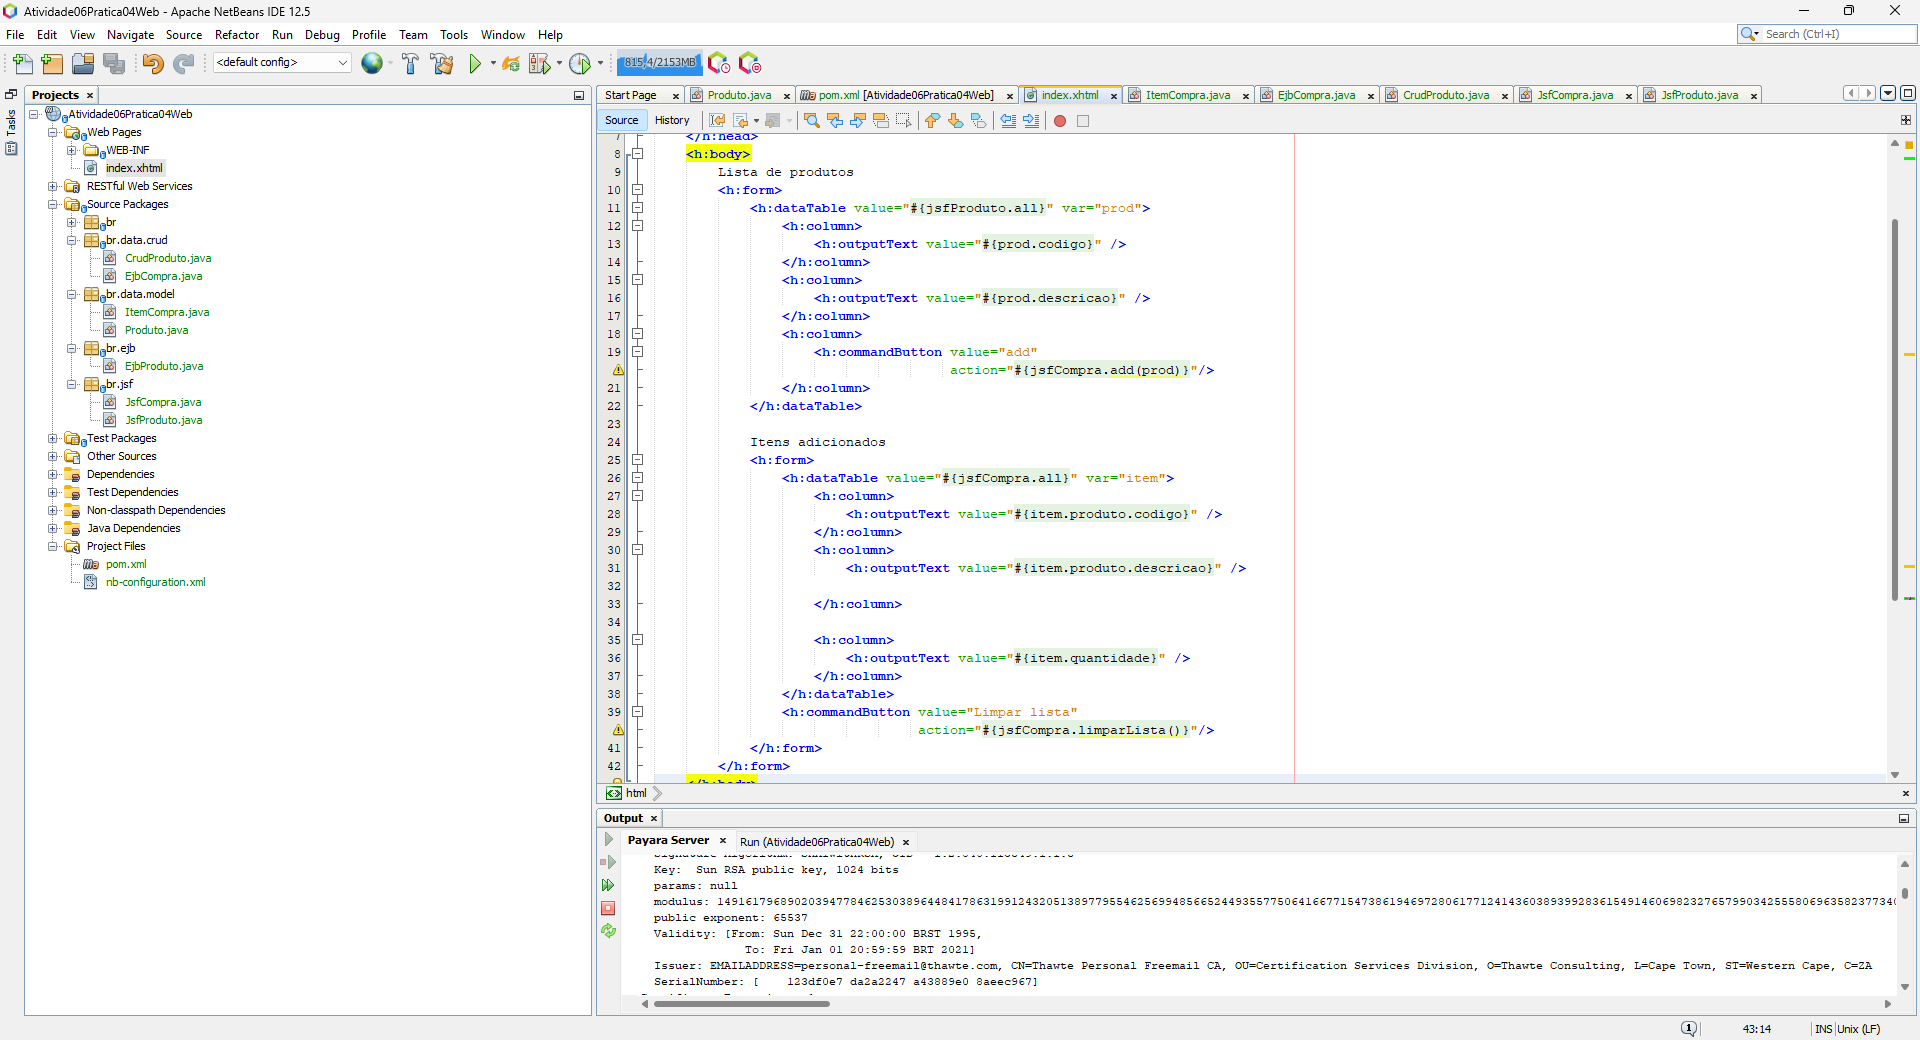 Atividade06Pratica04Web - Apache NetBeans IDE 12.5
File Edit View Navigate Source Refactor Run Debug Profile Team Tools Window Help
Search (Ctrl+I)
<default config>
815,4/2153MB
Tasks
Projects
Atividade06Pratica04Web
Web Pages
WEB-INF
index.xhtml
RESTful Web Services
Source Packages
br
br.data.crud
CrudProduto.java
EjbCompra.java
br.data.model
ItemCompra.java
Produto.java
br.ejb
EjbProduto.java
br.jsf
JsfCompra.java
JsfProduto.java
Test Packages
Other Sources
Dependencies
Test Dependencies
Non-classpath Dependencies
Java Dependencies
Project Files
pom.xml
nb-configuration.xml
Start Page Produto.java pom.xml [Atividade06Pratica04Web] index.xhtml ItemCompra.java EjbCompra.java CrudProduto.java JsfCompra.java JsfProduto.java
Source History
7 </h:head>
8 <h:body>
9 Lista de produtos
10 <h:form>
11 <h:dataTable value="#{jsfProduto.all}" var="prod">
12 <h:column>
13 <h:outputText value="#{prod.codigo}" />
14 </h:column>
15 <h:column>
16 <h:outputText value="#{prod.descricao}" />
17 </h:column>
18 <h:column>
19 <h:commandButton value="add"
action="#{jsfCompra.add(prod)}"/>
21 </h:column>
22 </h:dataTable>
23
24 Itens adicionados
25 <h:form>
26 <h:dataTable value="#{jsfCompra.all}" var="item">
27 <h:column>
28 <h:outputText value="#{item.produto.codigo}" />
29 </h:column>
30 <h:column>
31 <h:outputText value="#{item.produto.descricao}" />
32
33 </h:column>
34
35 <h:column>
36 <h:outputText value="#{item.quantidade}" />
37 </h:column>
38 </h:dataTable>
39 <h:commandButton value="Limpar lista"
action="#{jsfCompra.limparLista()}"/>
41 </h:form>
42 </h:form>
</h:body>
html
Output
Payara Server Run (Atividade06Pratica04Web)
Key: Sun RSA public key, 1024 bits
params: null
modulus:
public exponent: 65537
Validity: [From: Sun Dec 31 22:00:00 BRST 1995,
To: Fri Jan 01 20:59:59 BRT 2021]
Issuer: EMAILADDRESS=personal-freemail@thawte.com, CN=Thawte Personal Freemail CA, OU=Certification Services Division, O=Thawte Consulting, L=Cape Town, ST=Western Cape, C=ZA
SerialNumber: [ 123df0e7 da2a2247 a43889e0 8aeec967]
1 43:14 INS Unix (LF)